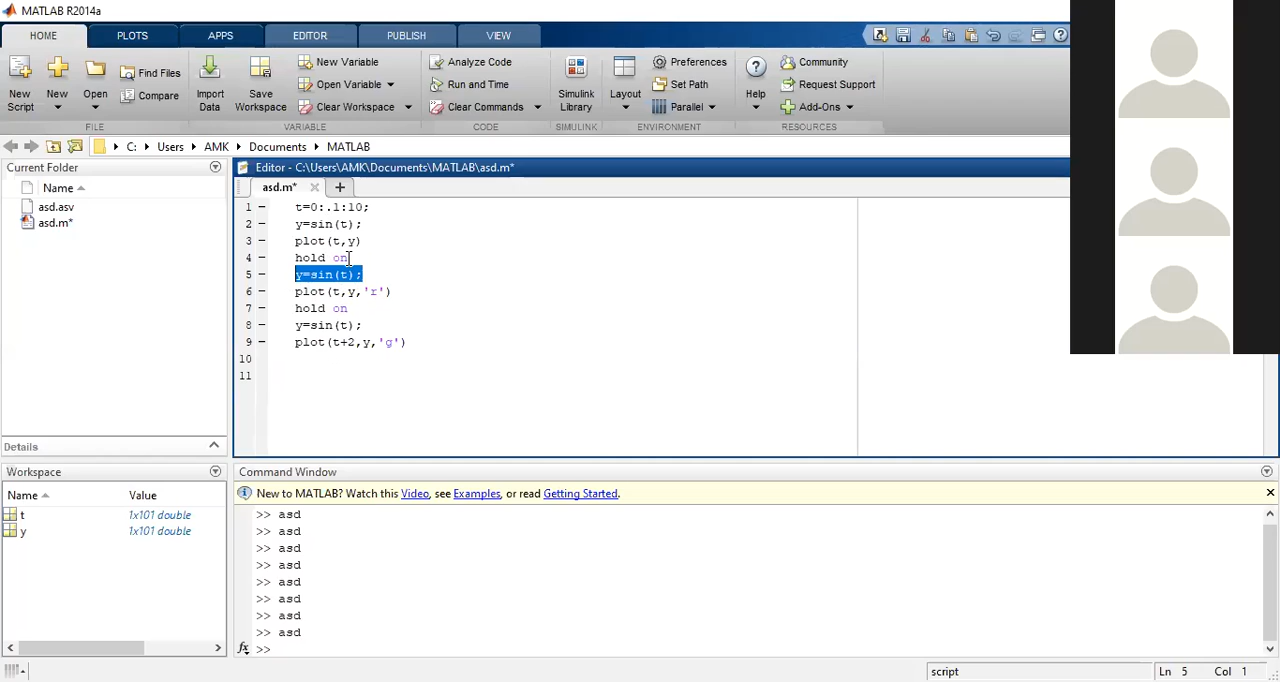 MATLAB R2014a
HOME PLOTS APPS EDITOR PUBLISH VIEW
New Script
New
Open
Find Files
Compare
Import Data
Save Workspace
New Variable
Open Variable
Clear Workspace
Analyze Code
Run and Time
Clear Commands
Simulink Library
Layout
Preferences
Set Path
Parallel
Help
Community
Request Support
Add-Ons
FILE VARIABLE CODE SIMULINK ENVIRONMENT RESOURCES
C: Users AMK Documents MATLAB
Current Folder
Name
asd.asv
asd.m*
Details
Editor - C:\Users\AMK\Documents\MATLAB\asd.m*
asd.m*
1 – t=0:.1:10;
2 – y=sin(t);
3 – plot(t,y)
4 – hold on
5 – y=sin(t);
6 – plot(t,y,'r')
7 – hold on
8 – y=sin(t);
9 – plot(t+2,y,'g')
10
11
Workspace
Name Value
t 1x101 double
y 1x101 double
Command Window
New to MATLAB? Watch this Video, see Examples, or read Getting Started.
>> asd
>> asd
>> asd
>> asd
>> asd
>> asd
>> asd
>> asd
fx >>
script Ln 5 Col 1